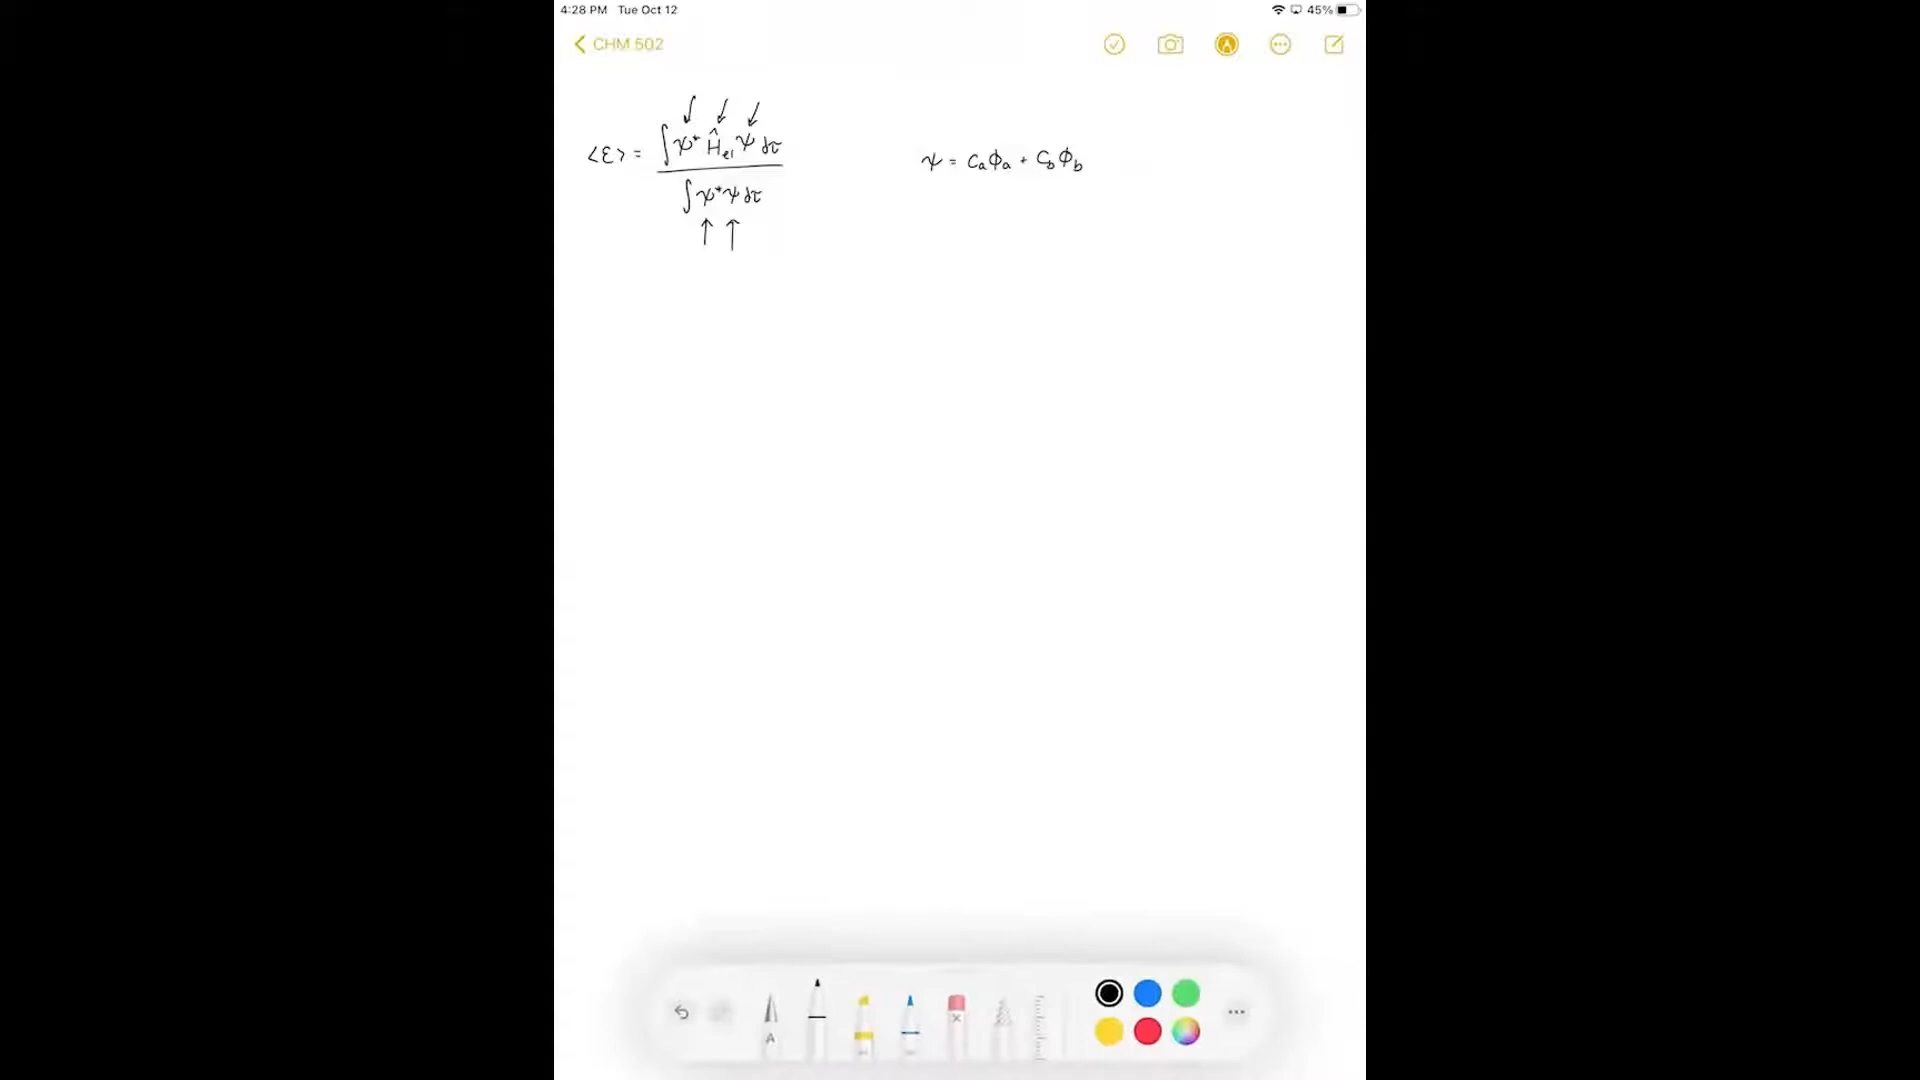 4:28 PM Tue Oct 12
45%
CHM 502
<ε> = ∫ψ* Ĥel ψ dτ / ∫ψ*ψ dτ
ψ = Caϕa + Cbϕb
A